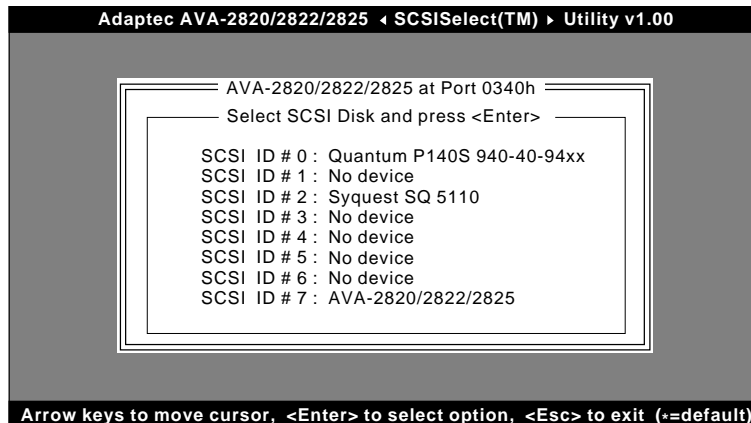 Adaptec AVA-2820/2822/2825 ◂ SCSISelect(TM) ▸ Utility v1.00
AVA-2820/2822/2825 at Port 0340h
Select SCSI Disk and press <Enter>
SCSI ID # 0 : Quantum P140S 940-40-94xx
SCSI ID # 1 : No device
SCSI ID # 2 : Syquest SQ 5110
SCSI ID # 3 : No device
SCSI ID # 4 : No device
SCSI ID # 5 : No device
SCSI ID # 6 : No device
SCSI ID # 7 : AVA-2820/2822/2825
Arrow keys to move cursor, <Enter> to select option, <Esc> to exit (*=default)